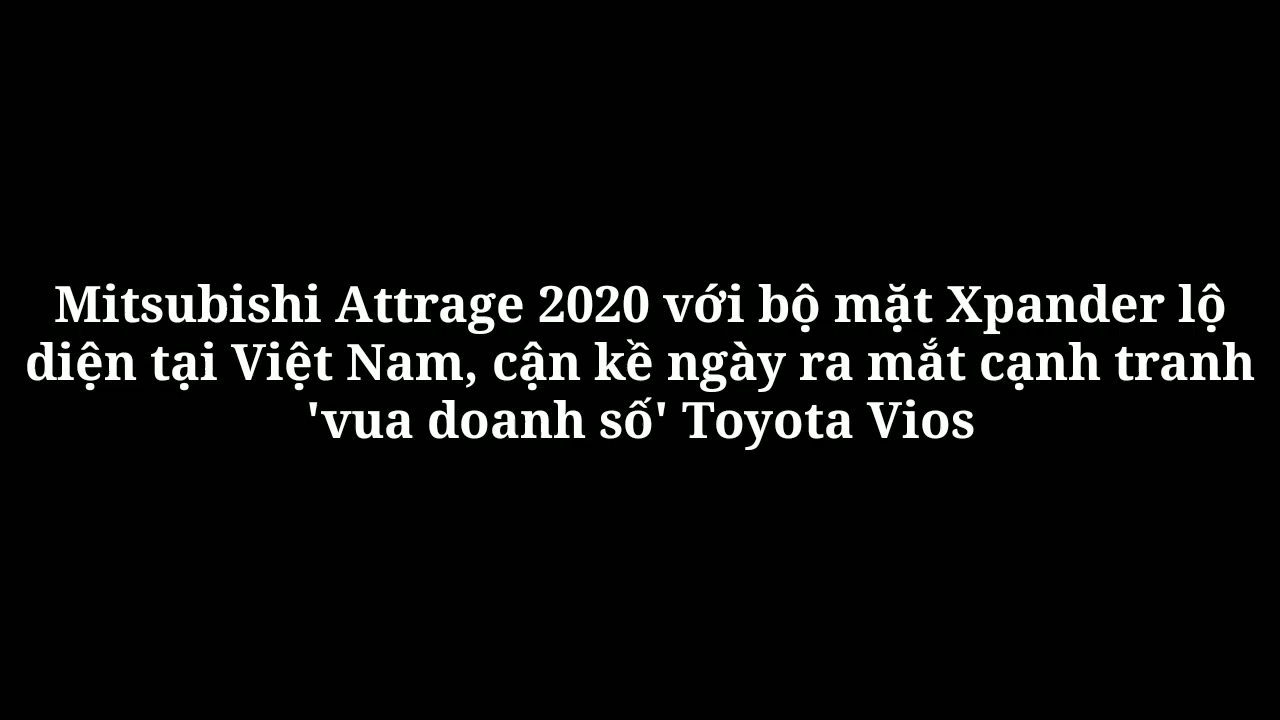 Mitsubishi Attrage 2020 với bộ mặt Xpander lộ
diện tại Việt Nam, cận kề ngày ra mắt cạnh tranh
'vua doanh số' Toyota Vios